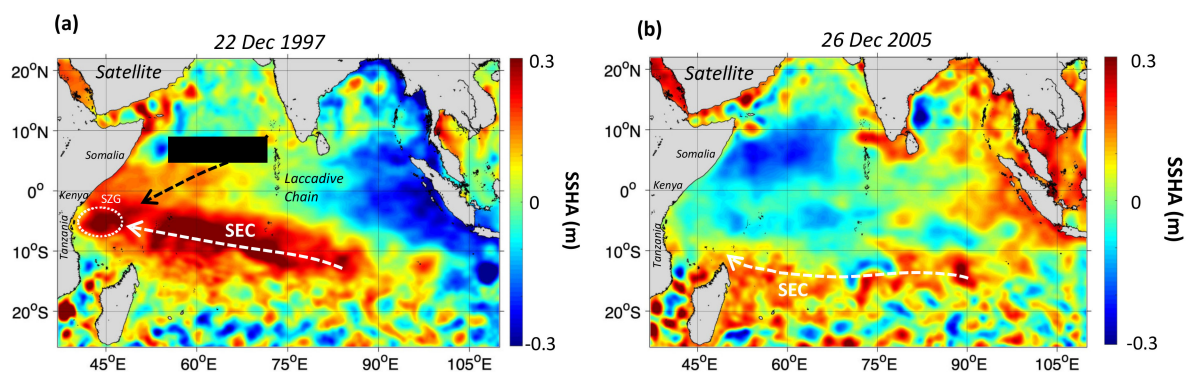 (a)
22 Dec 1997
Satellite
Somalia
Kenya
SZG
Tanzania
Laccadive
Chain
SEC
20°N
10°N
0°
10°S
20°S
45°E
60°E
75°E
90°E
105°E
0.3
0
-0.3
SSHA (m)
(b)
26 Dec 2005
Satellite
Somalia
Kenya
Tanzania
SEC
20°N
10°N
0°
10°S
20°S
45°E
60°E
75°E
90°E
105°E
0.3
0
-0.3
SSHA (m)